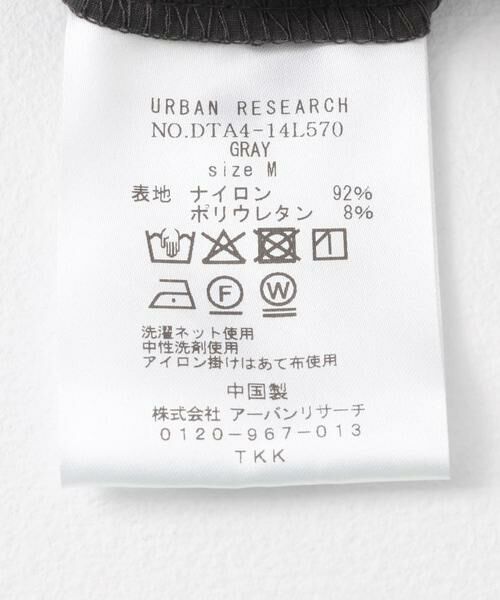 URBAN RESEARCH
NO.DTA4-14L570
GRAY
size M
表地 ナイロン 92%
ポリウレタン 8%
F W
洗濯ネット使用
中性洗剤使用
アイロン掛けはあて布使用
中国製
株式会社 アーバンリサーチ
0120-967-013
TKK